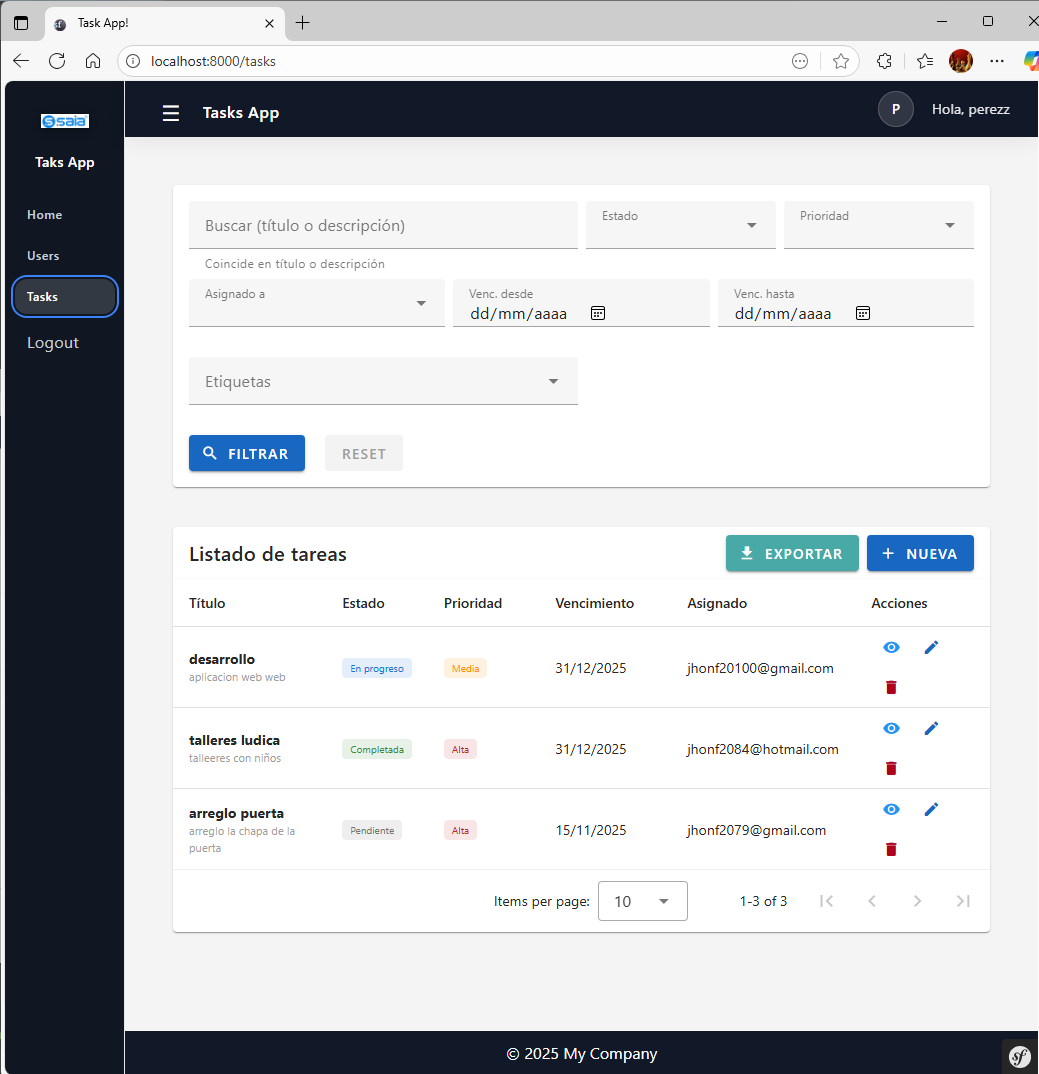 Task App!
localhost:8000/tasks
saia
Taks App
Home
Users
Tasks
Logout
Tasks App
P
Hola, perezz
Buscar (título o descripción)
Estado
Prioridad
Coincide en título o descripción
Asignado a
Venc. desde
dd/mm/aaaa
Venc. hasta
dd/mm/aaaa
Etiquetas
FILTRAR
RESET
Listado de tareas
EXPORTAR
NUEVA
Título Estado Prioridad Vencimiento Asignado Acciones
desarrollo
aplicacion web web
En progreso Media 31/12/2025 jhonf20100@gmail.com
talleres ludica
talleeres con niños
Completada Alta 31/12/2025 jhonf2084@hotmail.com
arreglo puerta
arreglo la chapa de la
puerta
Pendiente Alta 15/11/2025 jhonf2079@gmail.com
Items per page: 10 1-3 of 3
© 2025 My Company
sf